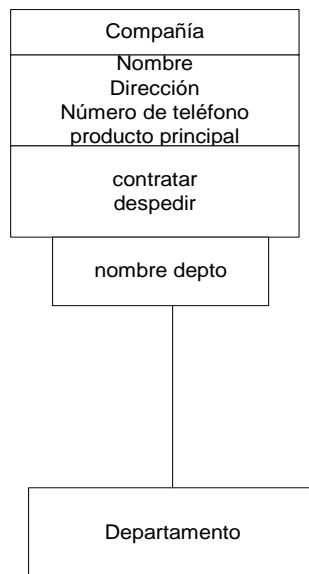 Compañía
Nombre
Dirección
Número de teléfono
producto principal
contratar
despedir
nombre depto
Departamento